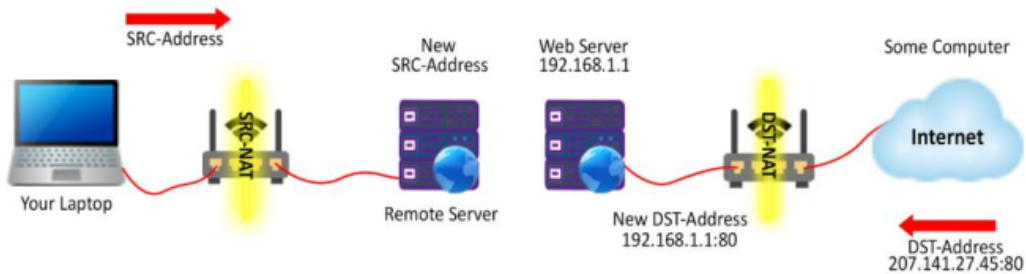 SRC-Address
Your Laptop
SRC-NAT
New
SRC-Address
Remote Server
Web Server
192.168.1.1
DST-NAT
New DST-Address
192.168.1.1:80
Some Computer
Internet
DST-Address
207.141.27.45:80